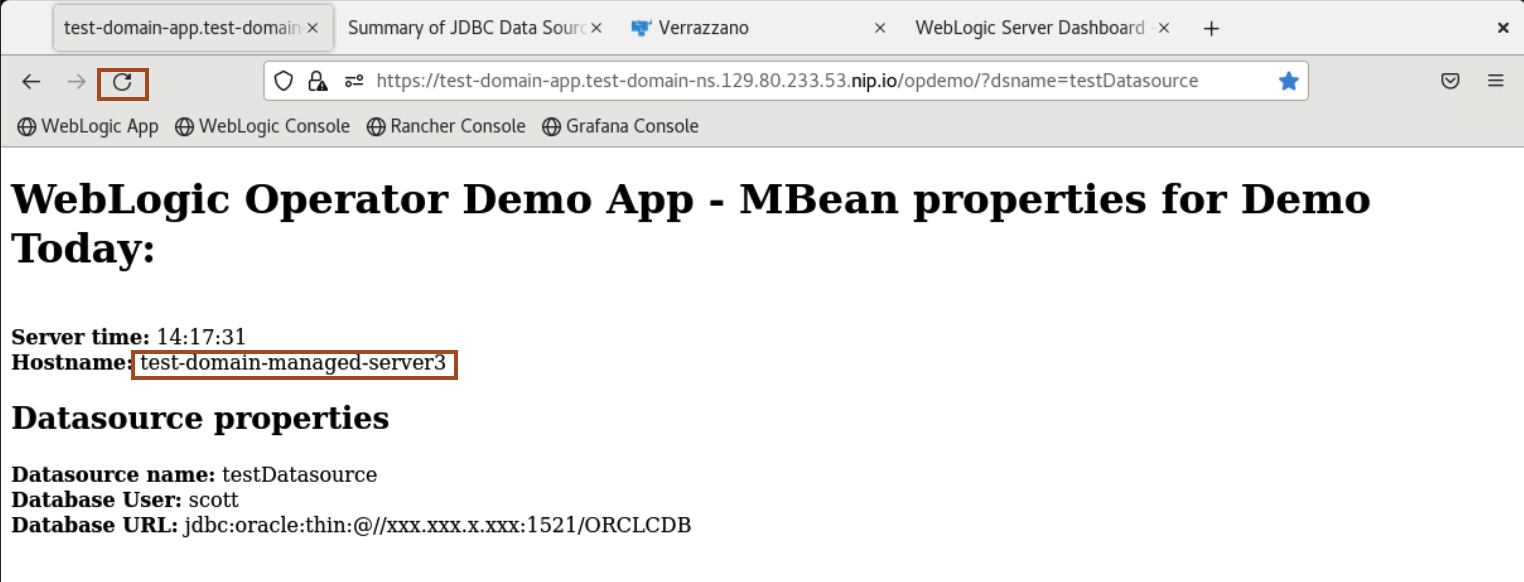 test-domain-app.test-domain
Summary of JDBC Data Sourc
Verrazzano
WebLogic Server Dashboard -
https://test-domain-app.test-domain-ns.129.80.233.53.nip.io/opdemo/?dsname=testDatasource
WebLogic App
WebLogic Console
Rancher Console
Grafana Console
WebLogic Operator Demo App - MBean properties for Demo
Today:
Server time: 14:17:31
Hostname: test-domain-managed-server3
Datasource properties
Datasource name: testDatasource
Database User: scott
Database URL: jdbc:oracle:thin:@//xxx.xxx.x.xxx:1521/ORCLCDB